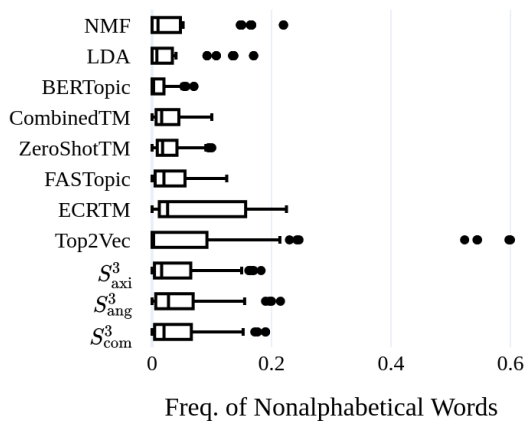 NMF
LDA
BERTopic
CombinedTM
ZeroShotTM
FASTopic
ECRTM
Top2Vec
S³axi
S³ang
S³com
0 0.2 0.4 0.6
Freq. of Nonalphabetical Words